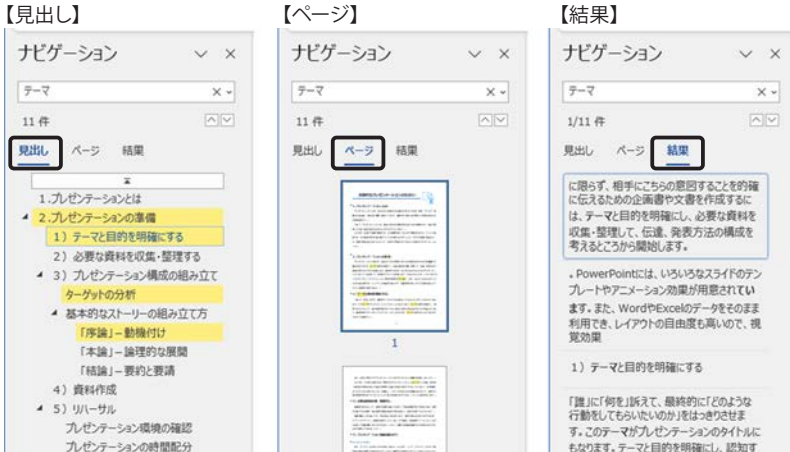 【見出し】
ナビゲーション
テーマ
11 件
見出し ページ 結果
1.プレゼンテーションとは
2.プレゼンテーションの準備
1）テーマと目的を明確にする
2）必要な資料を収集・整理する
3）プレゼンテーション構成の組み立て
ターゲットの分析
基本的なストーリーの組み立て方
「序論」－動機付け
「本論」－論理的な展開
「結論」－要約と要請
4）資料作成
5）リハーサル
プレゼンテーション環境の確認
プレゼンテーションの時間配分
【ページ】
ナビゲーション
テーマ
11 件
見出し ページ 結果
1
【結果】
ナビゲーション
テーマ
1/11 件
見出し ページ 結果
に限らず、相手にこちらの意図することを的確
に伝えるための企画書や文書を作成するに
は、テーマと目的を明確にし、必要な資料を
収集・整理して、伝達、発表方法の構成を
考えるところから開始します。
。PowerPointには、いろいろなスライドのテン
プレートやアニメーション効果が用意されてい
ます。また、WordやExcelのデータをそのまま
利用でき、レイアウトの自由度も高いので、視
覚効果
1）テーマと目的を明確にする
「誰」に「何を」訴えて、最終的に「どのような
行動をしてもらいたいのか」をはっきりさせま
す。このテーマがプレゼンテーションのタイトルに
もなります。テーマと目的を明確にし、認知す